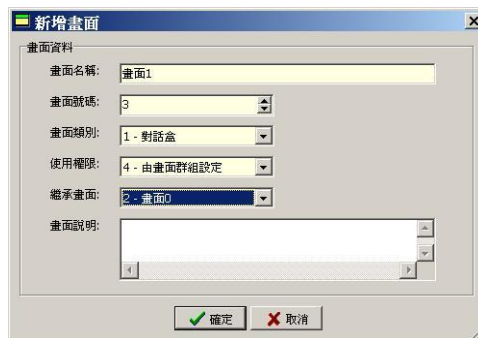 新增畫面
畫面資料
畫面名稱: 畫面1
畫面號碼: 3
畫面類別: 1 - 對話盒
使用權限: 4 - 由畫面群組設定
繼承畫面: 2 - 畫面0
畫面說明:
確定 取消